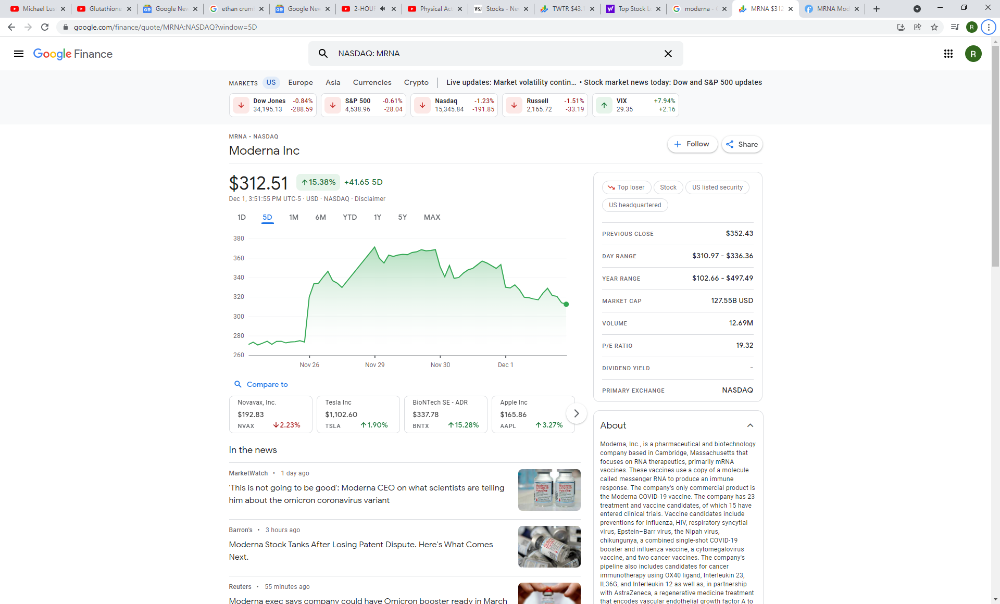 Michael Lus
Glutathione
Google New
ethan crumb
Google New
2-HOUR
Physical Act
WSJ Stocks - Ne
TWTR $43.1
Top Stock L
moderna -
MRNA $312
MRNA Mod
google.com/finance/quote/MRNA:NASDAQ?window=5D
R
Google Finance
NASDAQ: MRNA
R
MARKETS US Europe Asia Currencies Crypto
Live updates: Market volatility contin... • Stock market news today: Dow and S&P 500 updates
Dow Jones -0.84%
34,195.13 -288.59
S&P 500 -0.61%
4,538.96 -28.04
Nasdaq -1.23%
15,345.84 -191.85
Russell -1.51%
2,165.72 -33.19
VIX +7.94%
29.35 +2.16
MRNA • NASDAQ
Moderna Inc
Follow
Share
$312.51 15.38% +41.65 5D
Dec 1, 3:51:55 PM UTC-5 · USD · NASDAQ · Disclaimer
1D 5D 1M 6M YTD 1Y 5Y MAX
380
360
340
320
300
280
260
Nov 26 Nov 29 Nov 30 Dec 1
Compare to
Novavax, Inc.
$192.83
NVAX 2.23%
Tesla Inc
$1,102.60
TSLA 1.90%
BioNTech SE - ADR
$337.78
BNTX 15.28%
Apple Inc
$165.86
AAPL 3.27%
In the news
MarketWatch • 1 day ago
'This is not going to be good': Moderna CEO on what scientists are telling
him about the omicron coronavirus variant
Barron's • 3 hours ago
Moderna Stock Tanks After Losing Patent Dispute. Here's What Comes
Next.
Reuters • 55 minutes ago
Moderna exec says company could have Omicron booster ready in March
Top loser Stock US listed security
US headquartered
PREVIOUS CLOSE $352.43
DAY RANGE $310.97 - $336.36
YEAR RANGE $102.66 - $497.49
MARKET CAP 127.55B USD
VOLUME 12.69M
P/E RATIO 19.32
DIVIDEND YIELD -
PRIMARY EXCHANGE NASDAQ
About
Moderna, Inc., is a pharmaceutical and biotechnology
company based in Cambridge, Massachusetts that
focuses on RNA therapeutics, primarily mRNA
vaccines. These vaccines use a copy of a molecule
called messenger RNA to produce an immune
response. The company's only commercial product is
the Moderna COVID-19 vaccine. The company has 23
treatment and vaccine candidates, of which 15 have
entered clinical trials. Vaccine candidates include
preventions for influenza, HIV, respiratory syncytial
virus, Epstein–Barr virus, the Nipah virus,
chikungunya, a combined single-shot COVID-19
booster and influenza vaccine, a cytomegalovirus
vaccine, and two cancer vaccines. The company's
pipeline also includes candidates for cancer
immunotherapy using OX40 ligand, Interleukin 23,
IL36G, and Interleukin 12 as well as, in partnership
with AstraZeneca, a regenerative medicine treatment
that encodes vascular endothelial growth factor A to